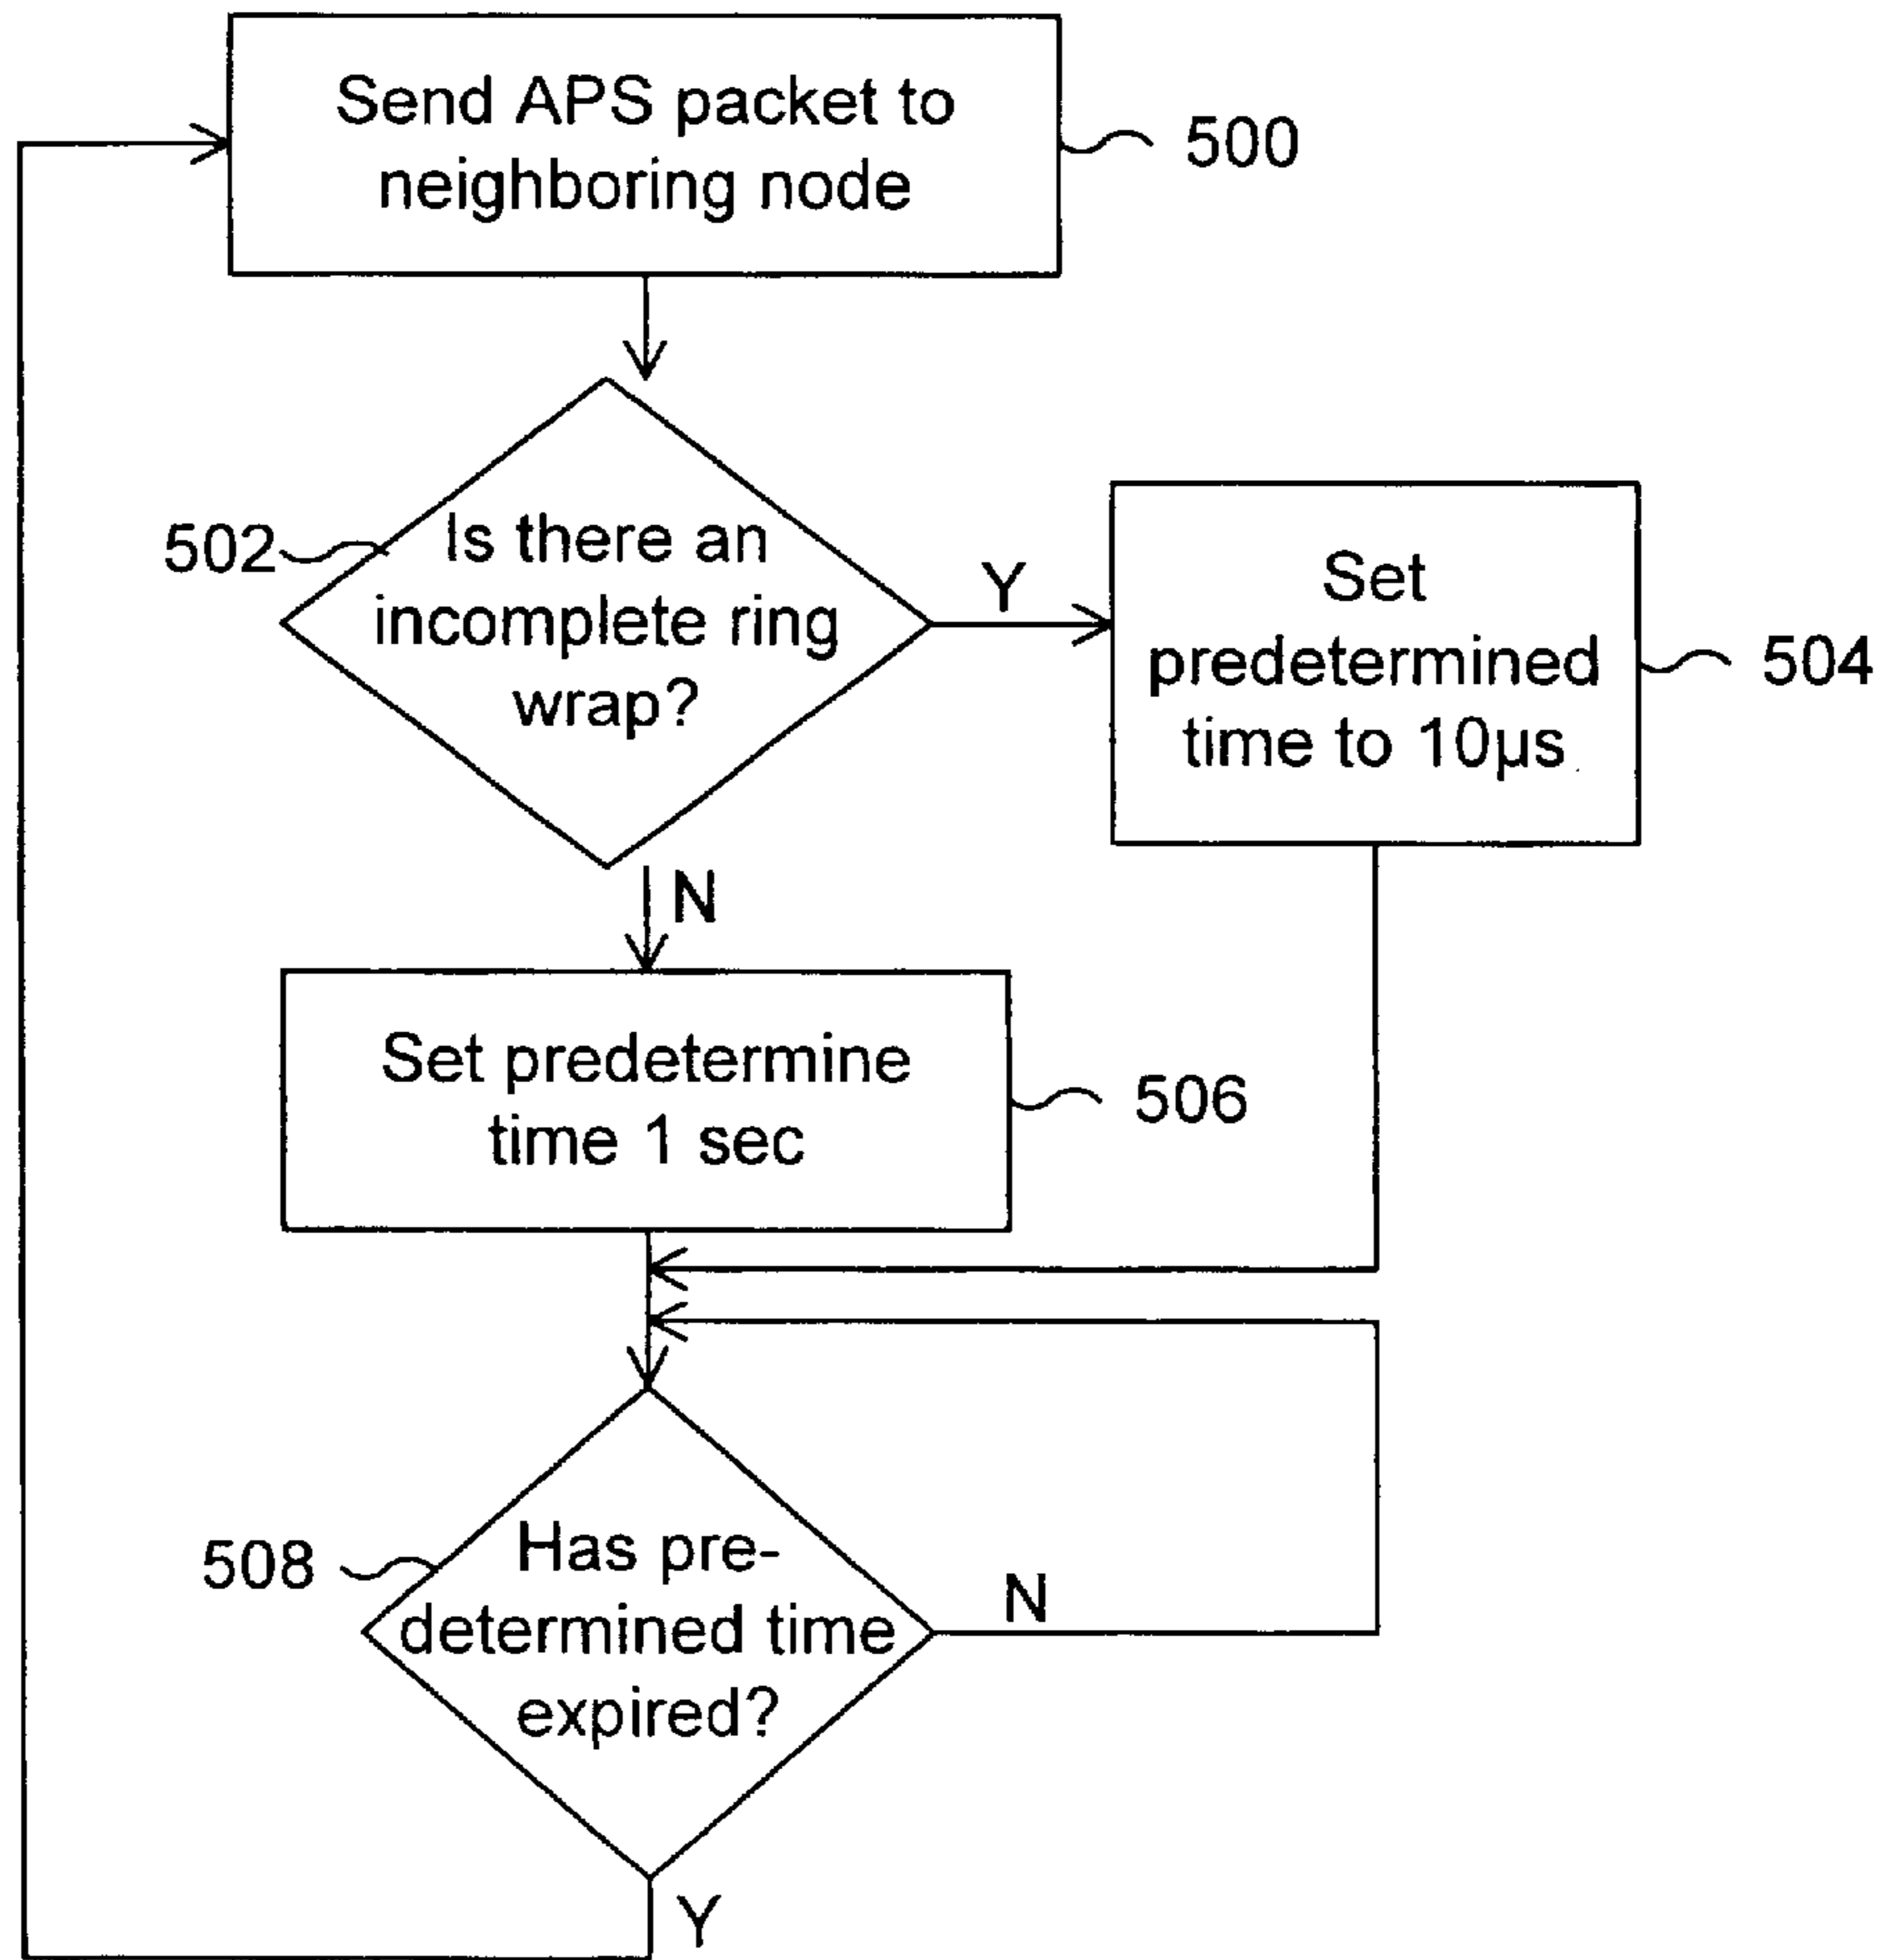 Send APS packet to
neighboring node
500
502
Is there an
incomplete ring
wrap?
Y
Set
predetermined
time to 10µs
504
N
Set predetermine
time 1 sec
506
508
Has pre-
determined time
expired?
N
Y